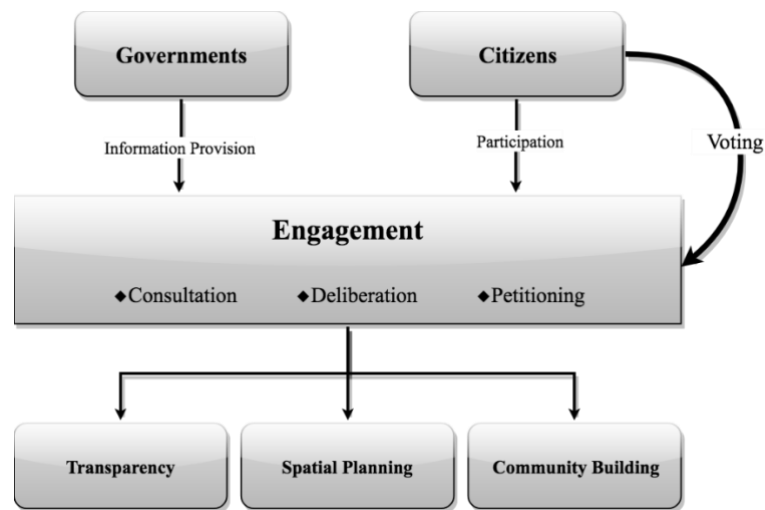 Governments
Citizens
Information Provision
Participation
Voting
Engagement
◆Consultation
◆Deliberation
◆Petitioning
Transparency
Spatial Planning
Community Building